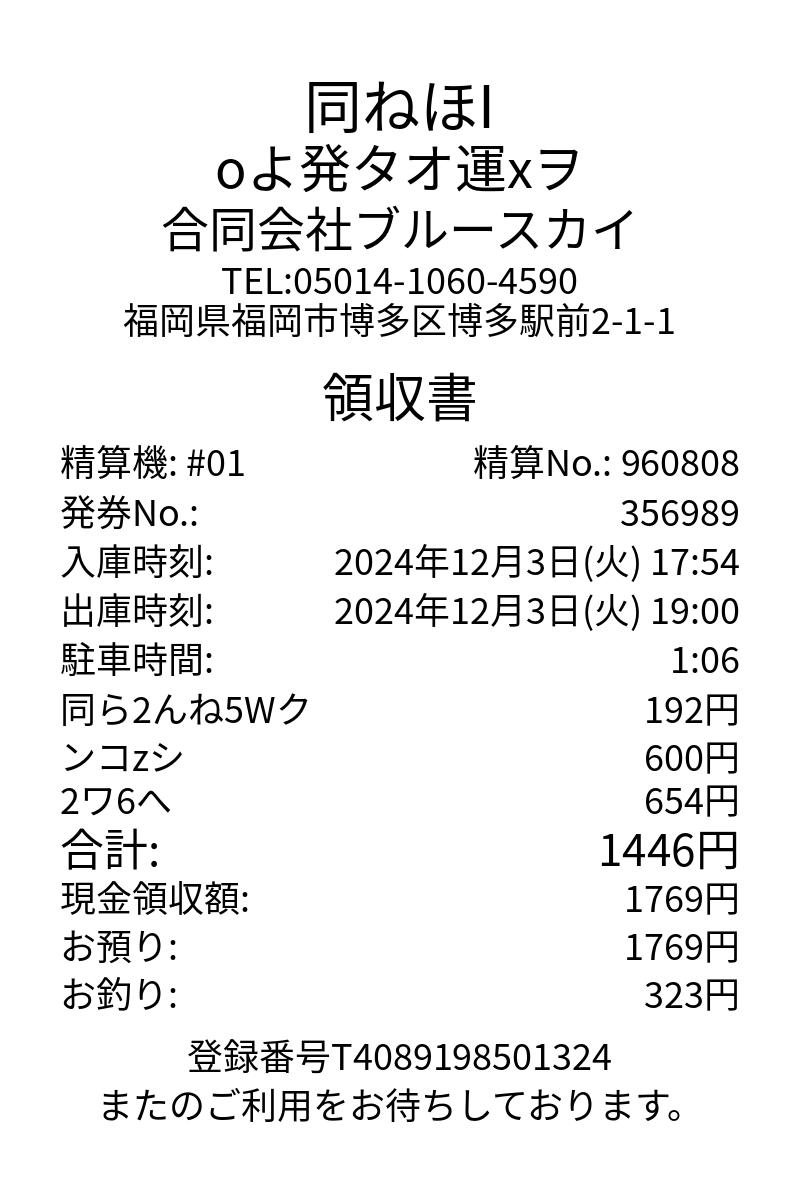 同ねほl
oよ発タオ運xヲ
合同会社ブルースカイ
TEL:05014-1060-4590
福岡県福岡市博多区博多駅前2-1-1
領収書
精算機: #01 精算No.: 960808
発券No.: 356989
入庫時刻: 2024年12月3日(火) 17:54
出庫時刻: 2024年12月3日(火) 19:00
駐車時間: 1:06
同ら2んね5Wク 192円
ンコzシ 600円
2ワ6へ 654円
合計: 1446円
現金領収額: 1769円
お預り: 1769円
お釣り: 323円
登録番号T4089198501324
またのご利用をお待ちしております。